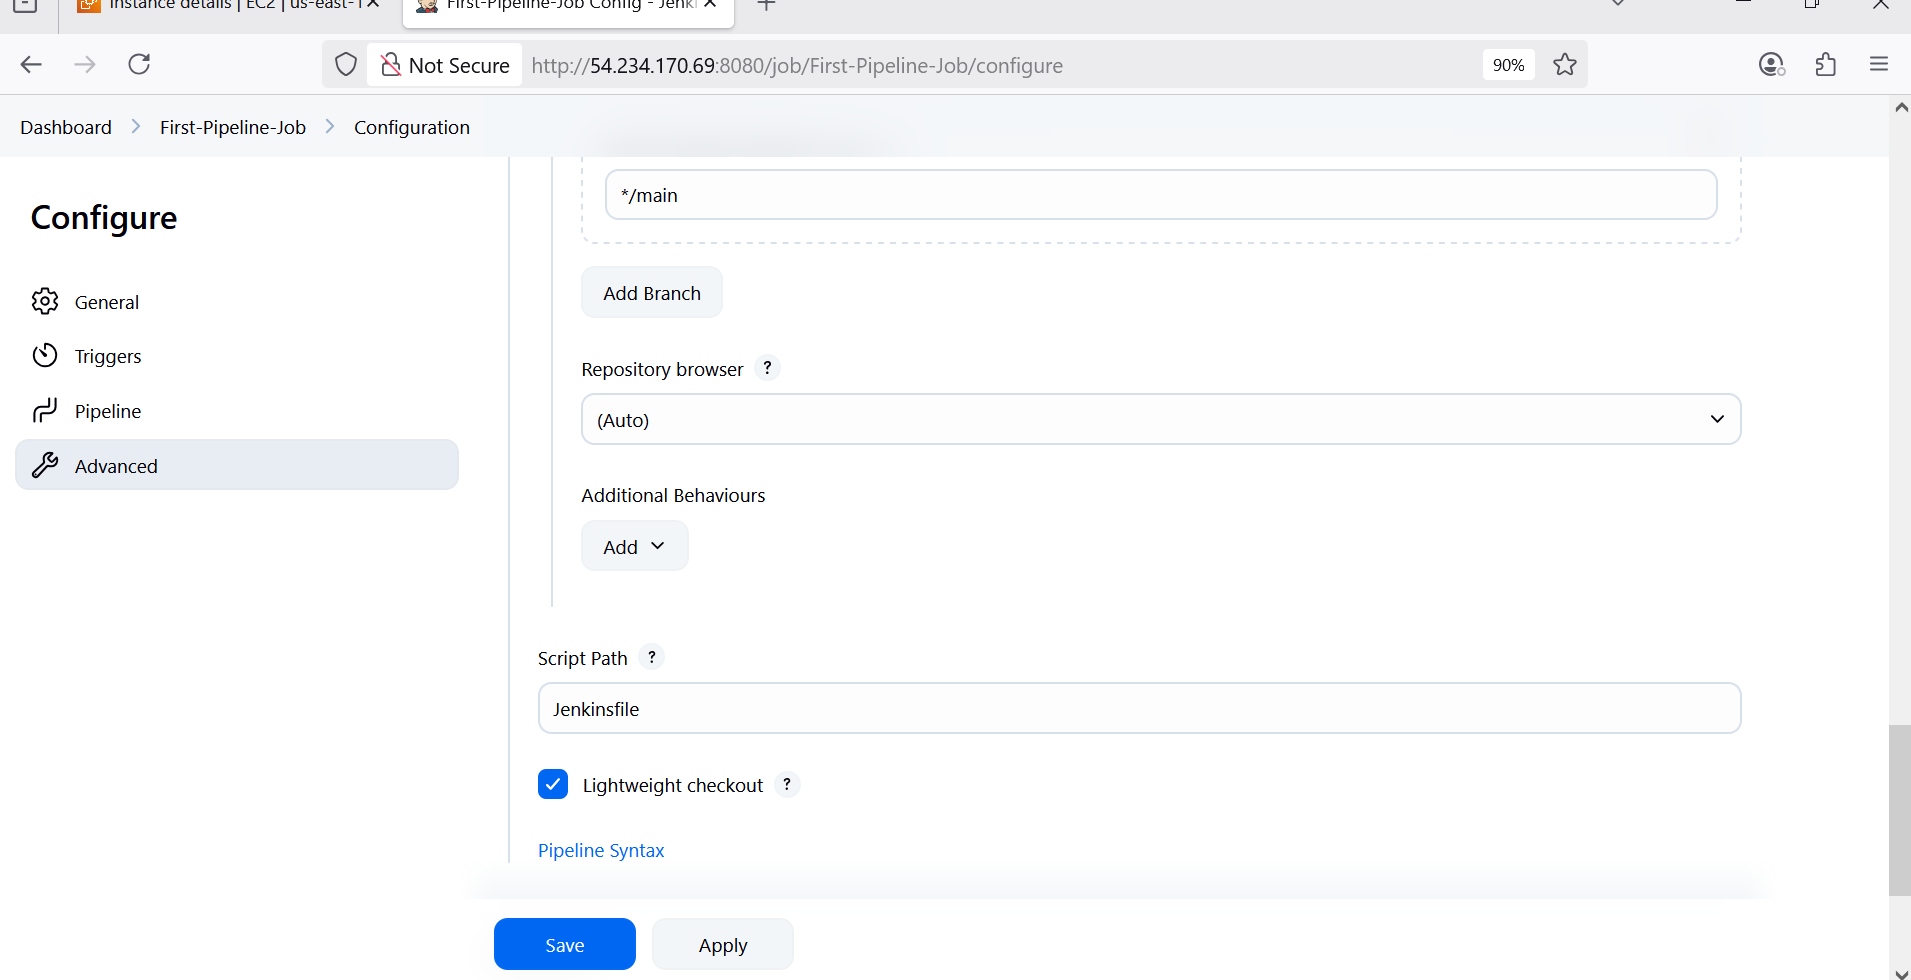 Instance details | EC2 | us-east-1
First-Pipeline-Job Config - Jenki
Not Secure
http://54.234.170.69:8080/job/First-Pipeline-Job/configure
90%
Dashboard > First-Pipeline-Job > Configuration
Configure
General
Triggers
Pipeline
Advanced
*/main
Add Branch
Repository browser ?
(Auto)
Additional Behaviours
Add
Script Path ?
Jenkinsfile
Lightweight checkout ?
Pipeline Syntax
Save
Apply